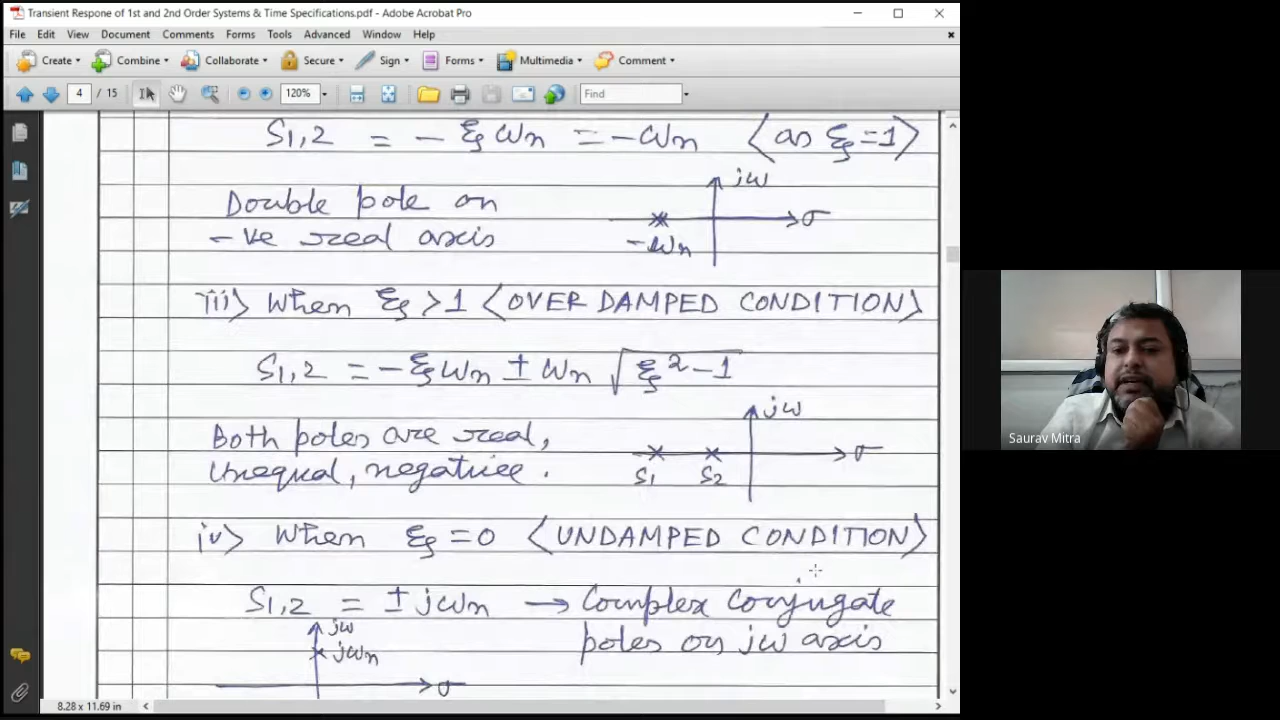 Transient Respone of 1st and 2nd Order Systems & Time Specifications.pdf - Adobe Acrobat Pro
File Edit View Document Comments Forms Tools Advanced Window Help
Create Combine Collaborate Secure Sign Forms Multimedia Comment
4 / 15 120% Find
S1,2 = - ξωn = -ωn <as ξ=1>
jω
Double pole on
σ
-ve real axis
-ωn
iii> When ξ>1 <OVER DAMPED CONDITION>
S1,2 = -ξωn ± ωn √ξ²-1
jω
Both poles are real,
σ
Unequal, negative.
S1 S2
Saurav Mitra
iv> When ξ=0 <UNDAMPED CONDITION>
S1,2 = ±jωn → Complex Conjugate
jω
poles on jω axis
jωn
σ
8.28 x 11.69 in